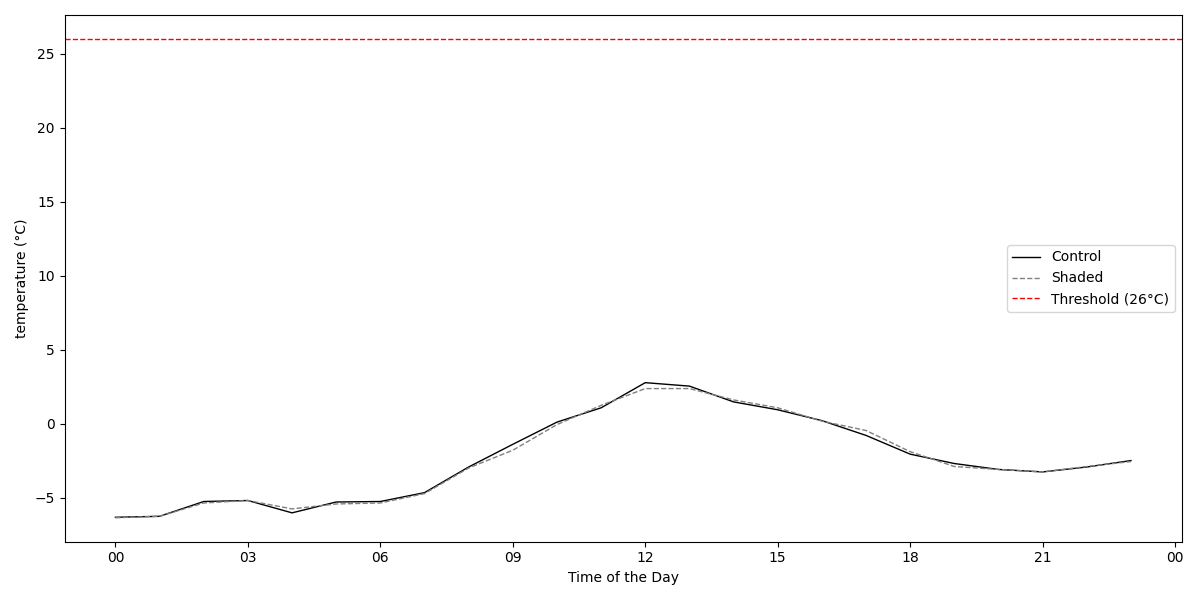 25
20
15
10
5
0
−5
temperature (°C)
Control
Shaded
Threshold (26°C)
00 03 06 09 12 15 18 21 00
Time of the Day